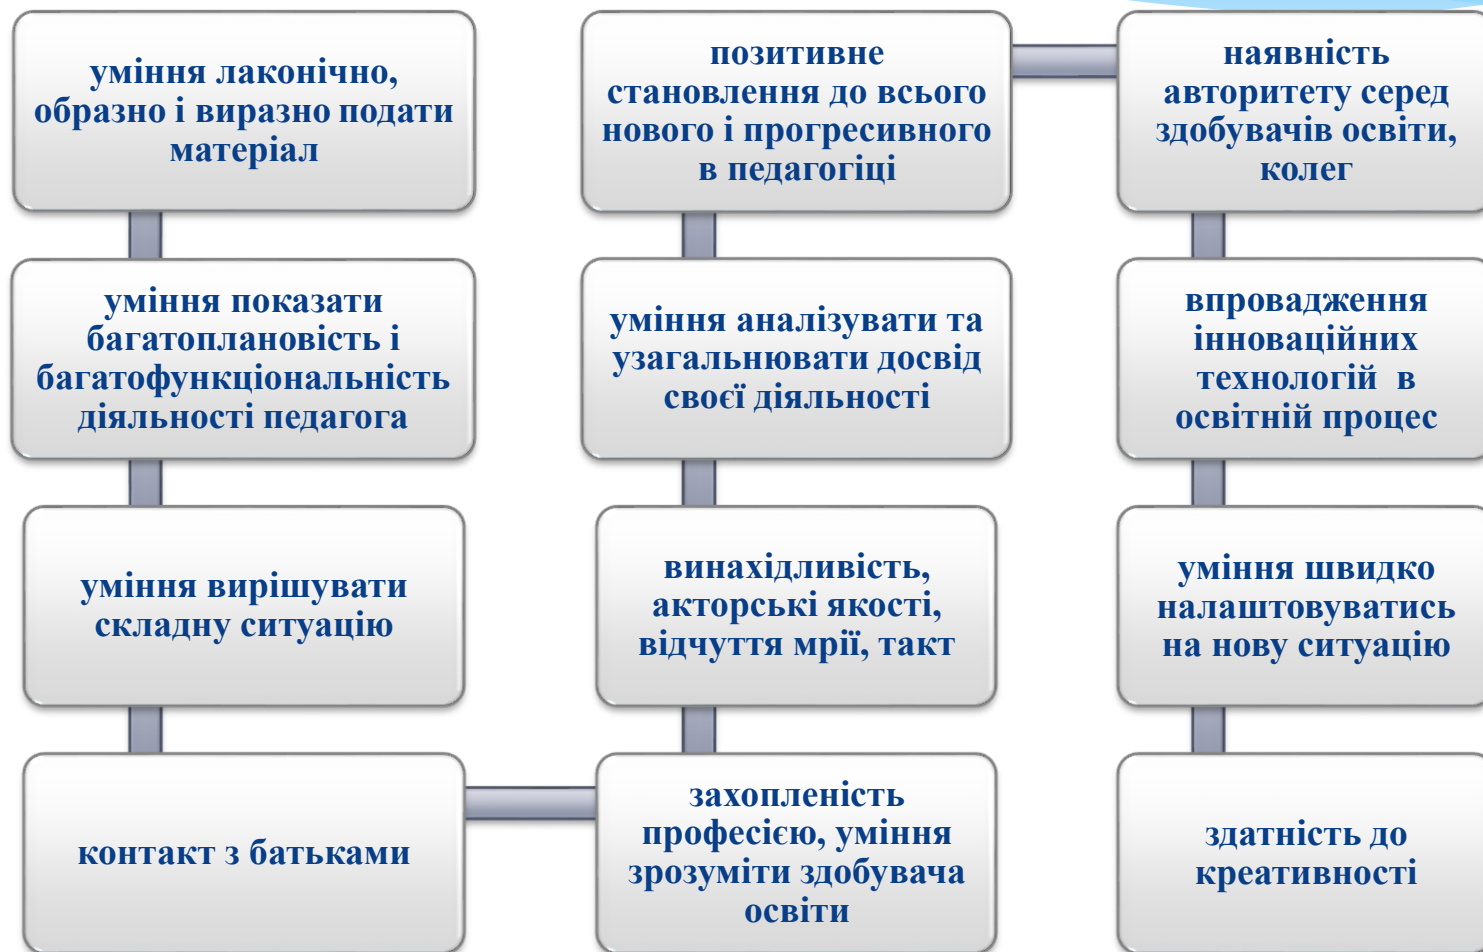 уміння лаконічно,
образно і виразно подати
матеріал
уміння показати
багатоплановість і
багатофункціональність
діяльності педагога
уміння вирішувати
складну ситуацію
контакт з батьками
захопленість
професією, уміння
зрозуміти здобувача
освіти
винахідливість,
акторські якості,
відчуття мрії, такт
уміння аналізувати та
узагальнювати досвід
своєї діяльності
позитивне
становлення до всього
нового і прогресивного
в педагогіці
наявність
авторитету серед
здобувачів освіти,
колег
впровадження
інноваційних
технологій в
освітній процес
уміння швидко
налаштовуватись
на нову ситуацію
здатність до
креативності